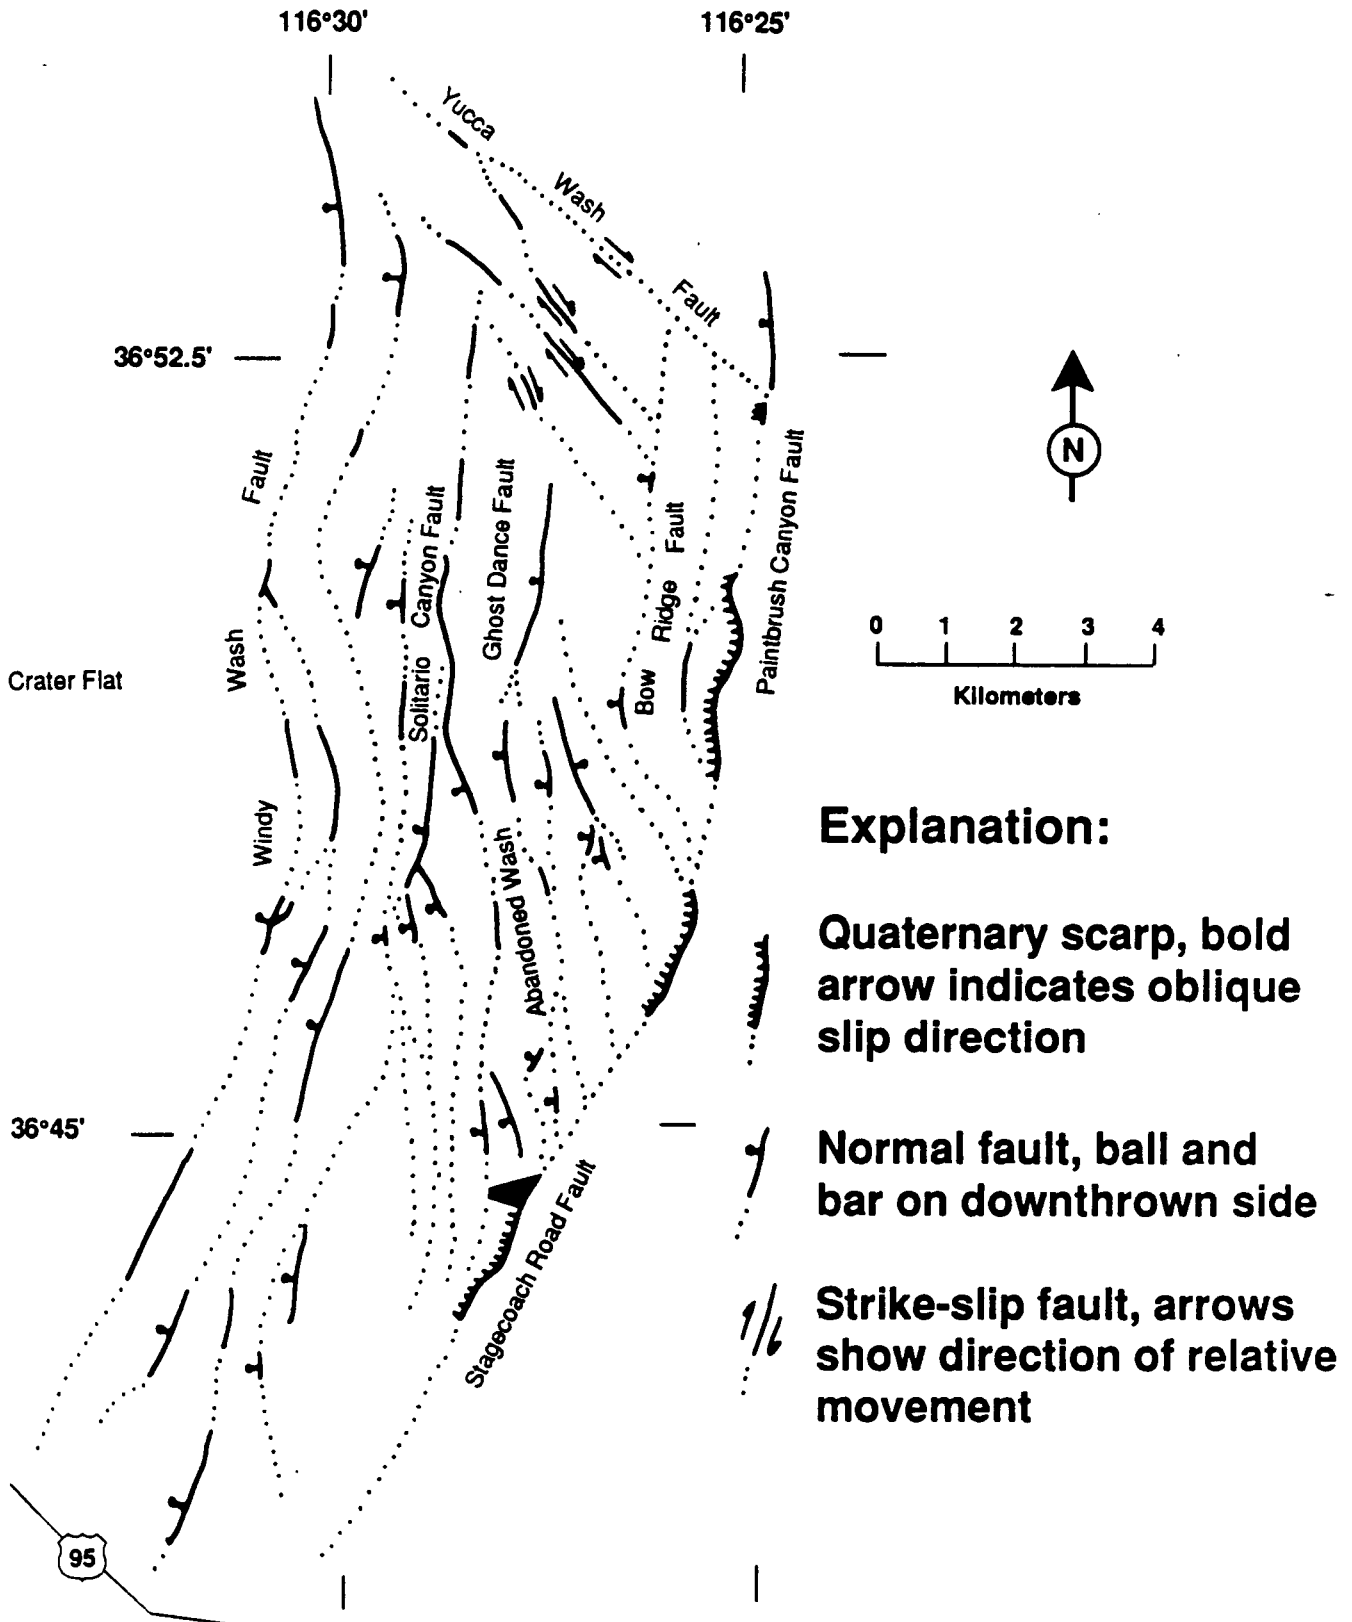 116°30'
116°25'
Yucca
Wash
Fault
36°52.5'
N
Fault
Wash
Windy
Solitario Canyon Fault
Ghost Dance Fault
Bow Ridge Fault
Paintbrush Canyon Fault
0 1 2 3 4
Kilometers
Crater Flat
Abandoned Wash
Explanation:
Quaternary scarp, bold
arrow indicates oblique
slip direction
36°45'
Normal fault, ball and
bar on downthrown side
Stagecoach Road Fault
Strike-slip fault, arrows
show direction of relative
movement
95